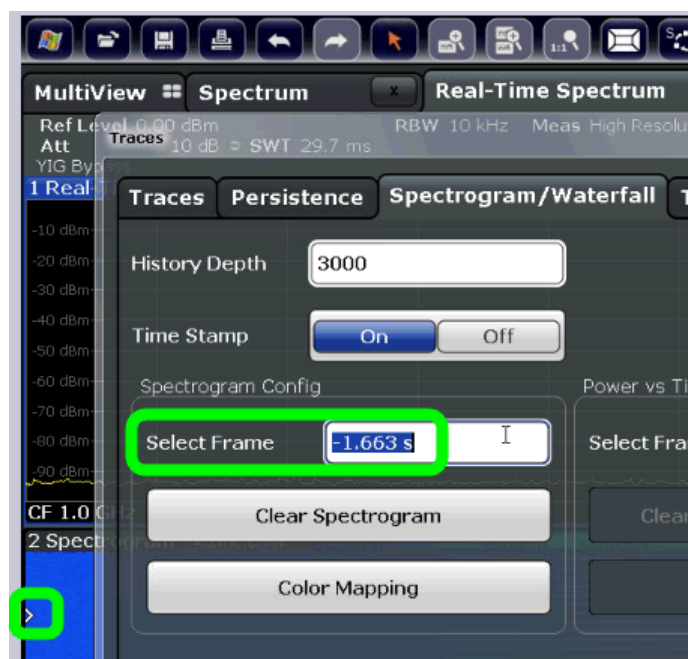 1:1
MultiView Spectrum x Real-Time Spectrum
Ref Level 0.00 dBm RBW 10 kHz Meas High Resolu
Traces
Att 10 dB SWT 29.7 ms
YIG Bypass
1 Real-
Traces Persistence Spectrogram/Waterfall T
-10 dBm
-20 dBm
History Depth 3000
-30 dBm
-40 dBm
Time Stamp On Off
-50 dBm
-60 dBm
Spectrogram Config Power vs Ti
-70 dBm
-80 dBm
Select Frame -1.663 s Select Fra
-90 dBm
CF 1.0 GHz
Clear Spectrogram Clear
2 Spectrogram
Color Mapping